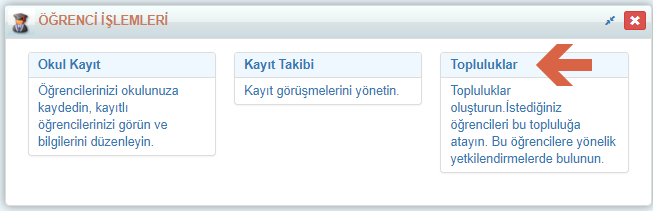 ÖĞRENCİ İŞLEMLERİ
Okul Kayıt
Öğrencilerinizi okulunuza
kaydedin, kayıtlı
öğrencilerinizi görün ve
bilgilerini düzenleyin.
Kayıt Takibi
Kayıt görüşmelerini yönetin.
Topluluklar
Topluluklar
oluşturun.İstediğiniz
öğrencileri bu topluluğa
atayın. Bu öğrencilere yönelik
yetkilendirmelerde bulunun.